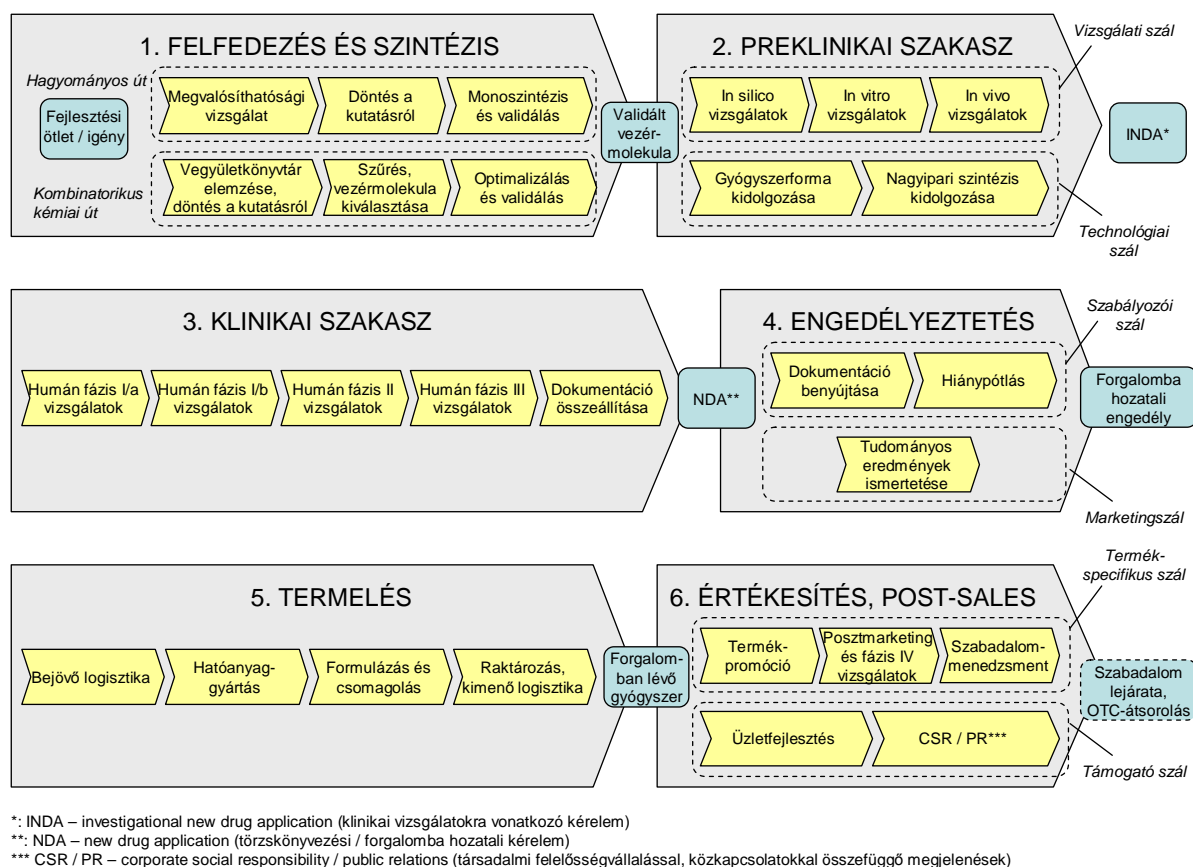 1. FELFEDEZÉS ÉS SZINTÉZIS
Hagyományos út
Fejlesztési
ötlet / igény
Megvalósíthatósági
vizsgálat
Döntés a
kutatásról
Monoszintézis
és validálás
Kombinatorikus
kémiai út
Vegyületkönyvtár
elemzése,
döntés a kutatásról
Szűrés,
vezérmolekula
kiválasztása
Optimalizálás
és validálás
Validált
vezér-
molekula
2. PREKLINIKAI SZAKASZ
Vizsgálati szál
In silico
vizsgálatok
In vitro
vizsgálatok
In vivo
vizsgálatok
Gyógyszerforma
kidolgozása
Nagyipari szintézis
kidolgozása
Technológiai
szál
INDA*
3. KLINIKAI SZAKASZ
Humán fázis I/a
vizsgálatok
Humán fázis I/b
vizsgálatok
Humán fázis II
vizsgálatok
Humán fázis III
vizsgálatok
Dokumentáció
összeállítása
NDA**
4. ENGEDÉLYEZTETÉS
Szabályozói
szál
Dokumentáció
benyújtása
Hiánypótlás
Tudományos
eredmények
ismertetése
Marketingszál
Forgalomba
hozatali
engedély
5. TERMELÉS
Bejövő logisztika
Hatóanyag-
gyártás
Formulázás és
csomagolás
Raktározás,
kimenő logisztika
Forgalom-
ban lévő
gyógyszer
6. ÉRTÉKESÍTÉS, POST-SALES
Termék-
specifikus szál
Termék-
promóció
Posztmarketing
és fázis IV
vizsgálatok
Szabadalom-
menedzsment
Üzletfejlesztés
CSR / PR***
Támogató szál
Szabadalom
lejárata,
OTC-átsorolás
*: INDA – investigational new drug application (klinikai vizsgálatokra vonatkozó kérelem)
**: NDA – new drug application (törzskönyvezési / forgalomba hozatali kérelem)
*** CSR / PR – corporate social responsibility / public relations (társadalmi felelősségvállalással, közkapcsolatokkal összefüggő megjelenések)